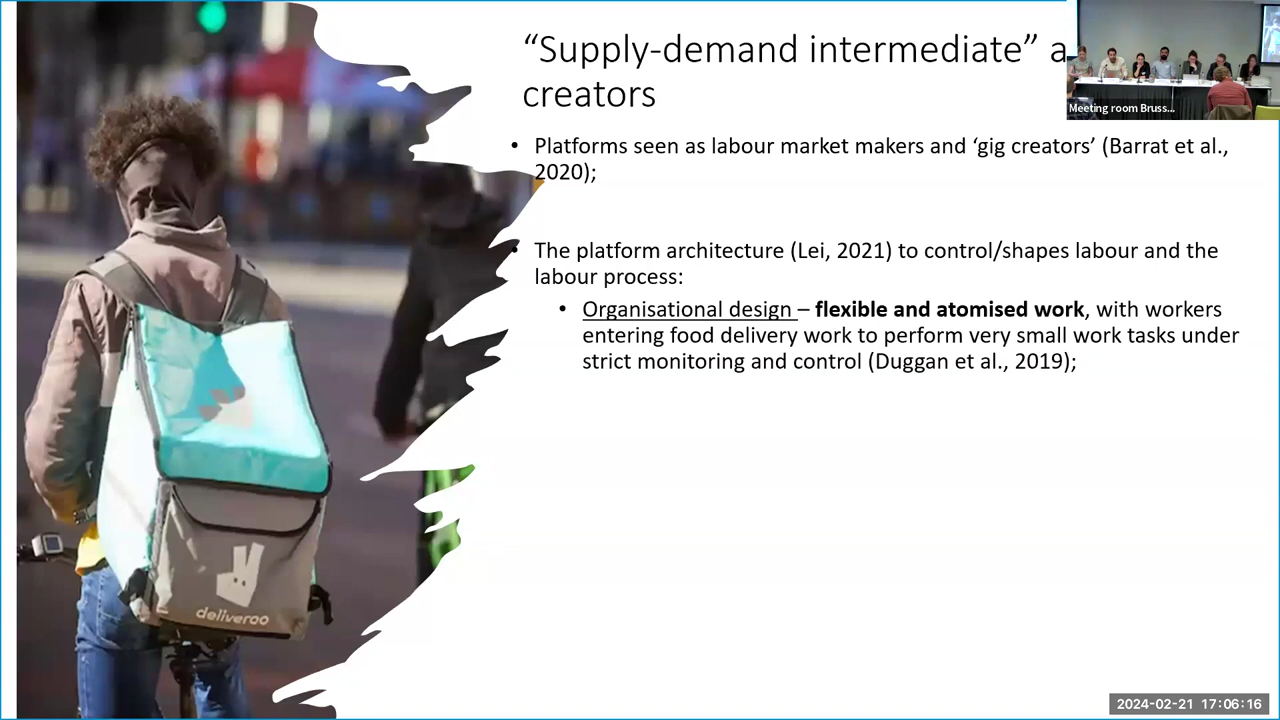 “Supply-demand intermediate” a
creators
• Platforms seen as labour market makers and ‘gig creators’ (Barrat et al.,
2020);
• The platform architecture (Lei, 2021) to control/shapes labour and the
labour process:
• Organisational design – flexible and atomised work, with workers
entering food delivery work to perform very small work tasks under
strict monitoring and control (Duggan et al., 2019);
deliveroo
Meeting room Bruss...
2024-02-21 17:06:16